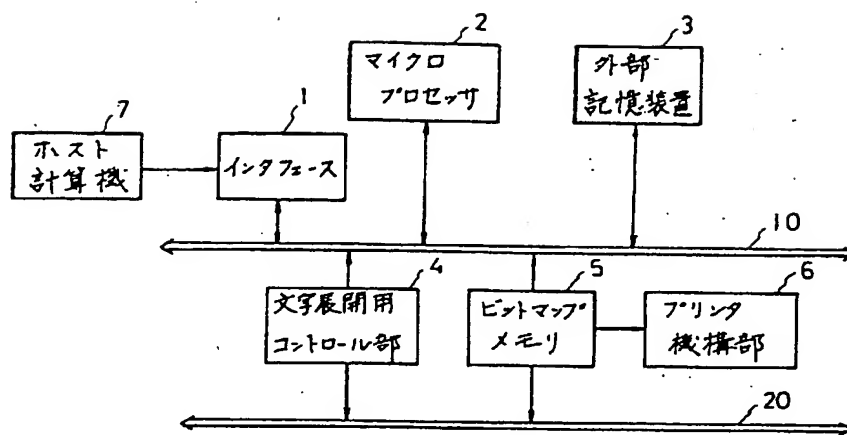 2
マイクロ
プロセッサ
3
外部
記憶装置
7
ホスト
計算機
1
インタフェース
10
4
文字展開用
コントロール部
5
ビットマップ
メモリ
6
プリンタ
機構部
20